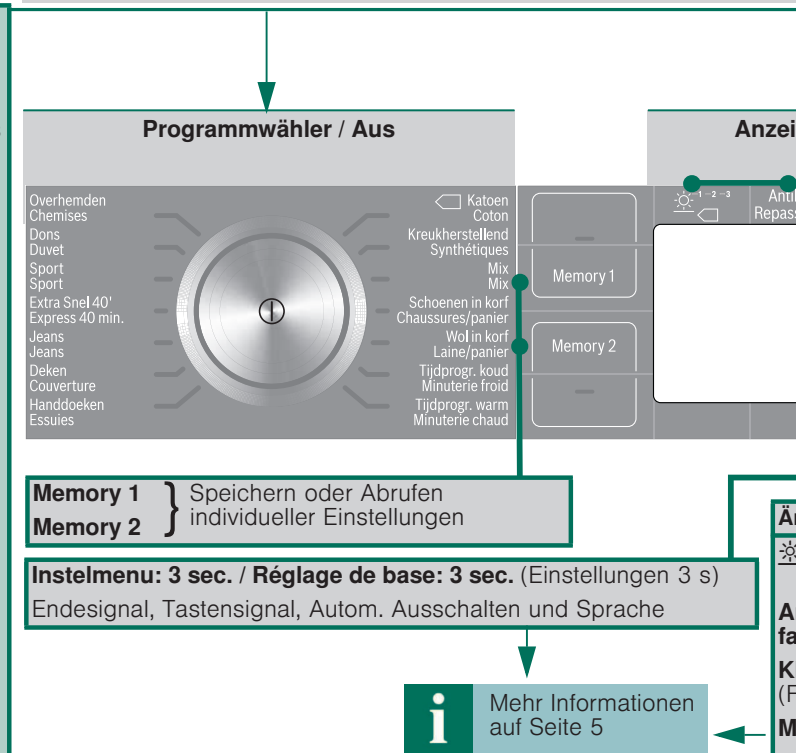 Programmwähler / Aus
Overhemden
Chemises
Dons
Duvet
Sport
Sport
Extra Snel 40'
Express 40 min.
Jeans
Jeans
Deken
Couverture
Handdoeken
Essuies
Katoen
Coton
Kreukherstellend
Synthétiques
Mix
Mix
Schoenen in korf
Chaussures/panier
Wol in korf
Laine/panier
Tijdprogr. koud
Minuterie froid
Tijdprogr. warm
Minuterie chaud
Memory 1
Memory 2
1-2-3
Memory 1 } Speichern oder Abrufen
Memory 2 individueller Einstellungen
Instelmenu: 3 sec. / Réglage de base: 3 sec. (Einstellungen 3 s)
Endesignal, Tastensignal, Autom. Ausschalten und Sprache
i Mehr Informationen
auf Seite 5